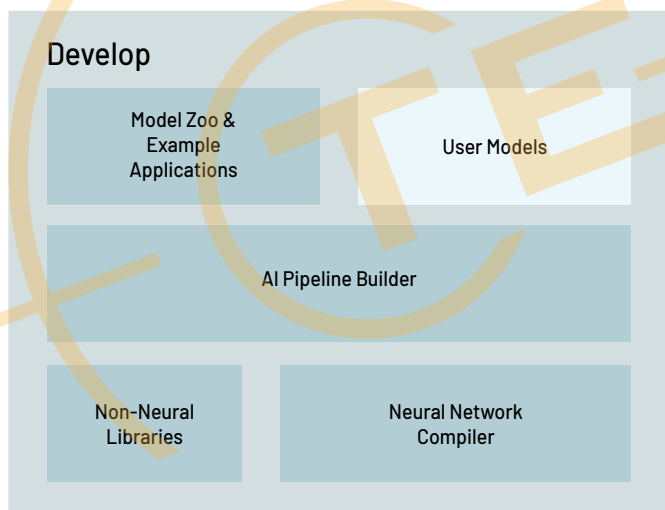 Develop
Model Zoo &
Example
Applications
User Models
AI Pipeline Builder
Non-Neural
Libraries
Neural Network
Compiler